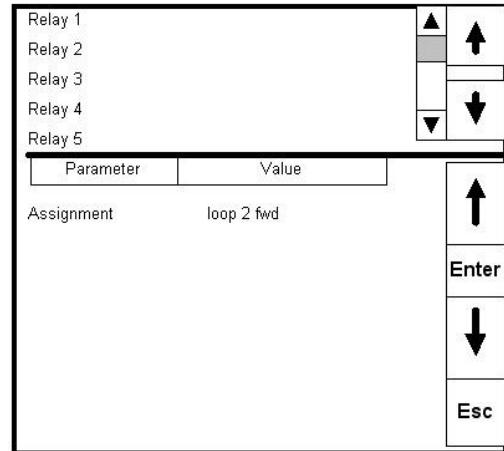 Relay 1
Relay 2
Relay 3
Relay 4
Relay 5
Parameter Value
Assignment loop 2 fwd
Enter
Esc